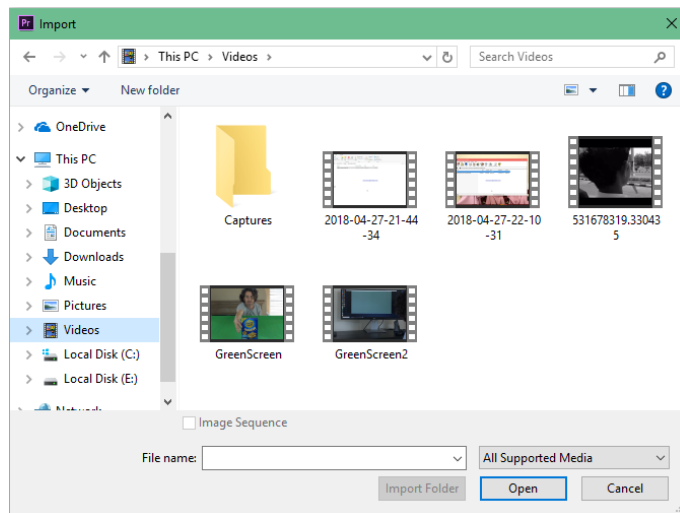 Pr Import
This PC > Videos >
Search Videos
Organize
New folder
?
OneDrive
This PC
3D Objects
Desktop
Documents
Downloads
Music
Pictures
Videos
Local Disk (C:)
Local Disk (E:)
Network
Captures
2018-04-27-21-44
-34
2018-04-27-22-10
-31
531678319.33043
5
GreenScreen
GreenScreen2
Image Sequence
File name:
All Supported Media
Import Folder
Open
Cancel